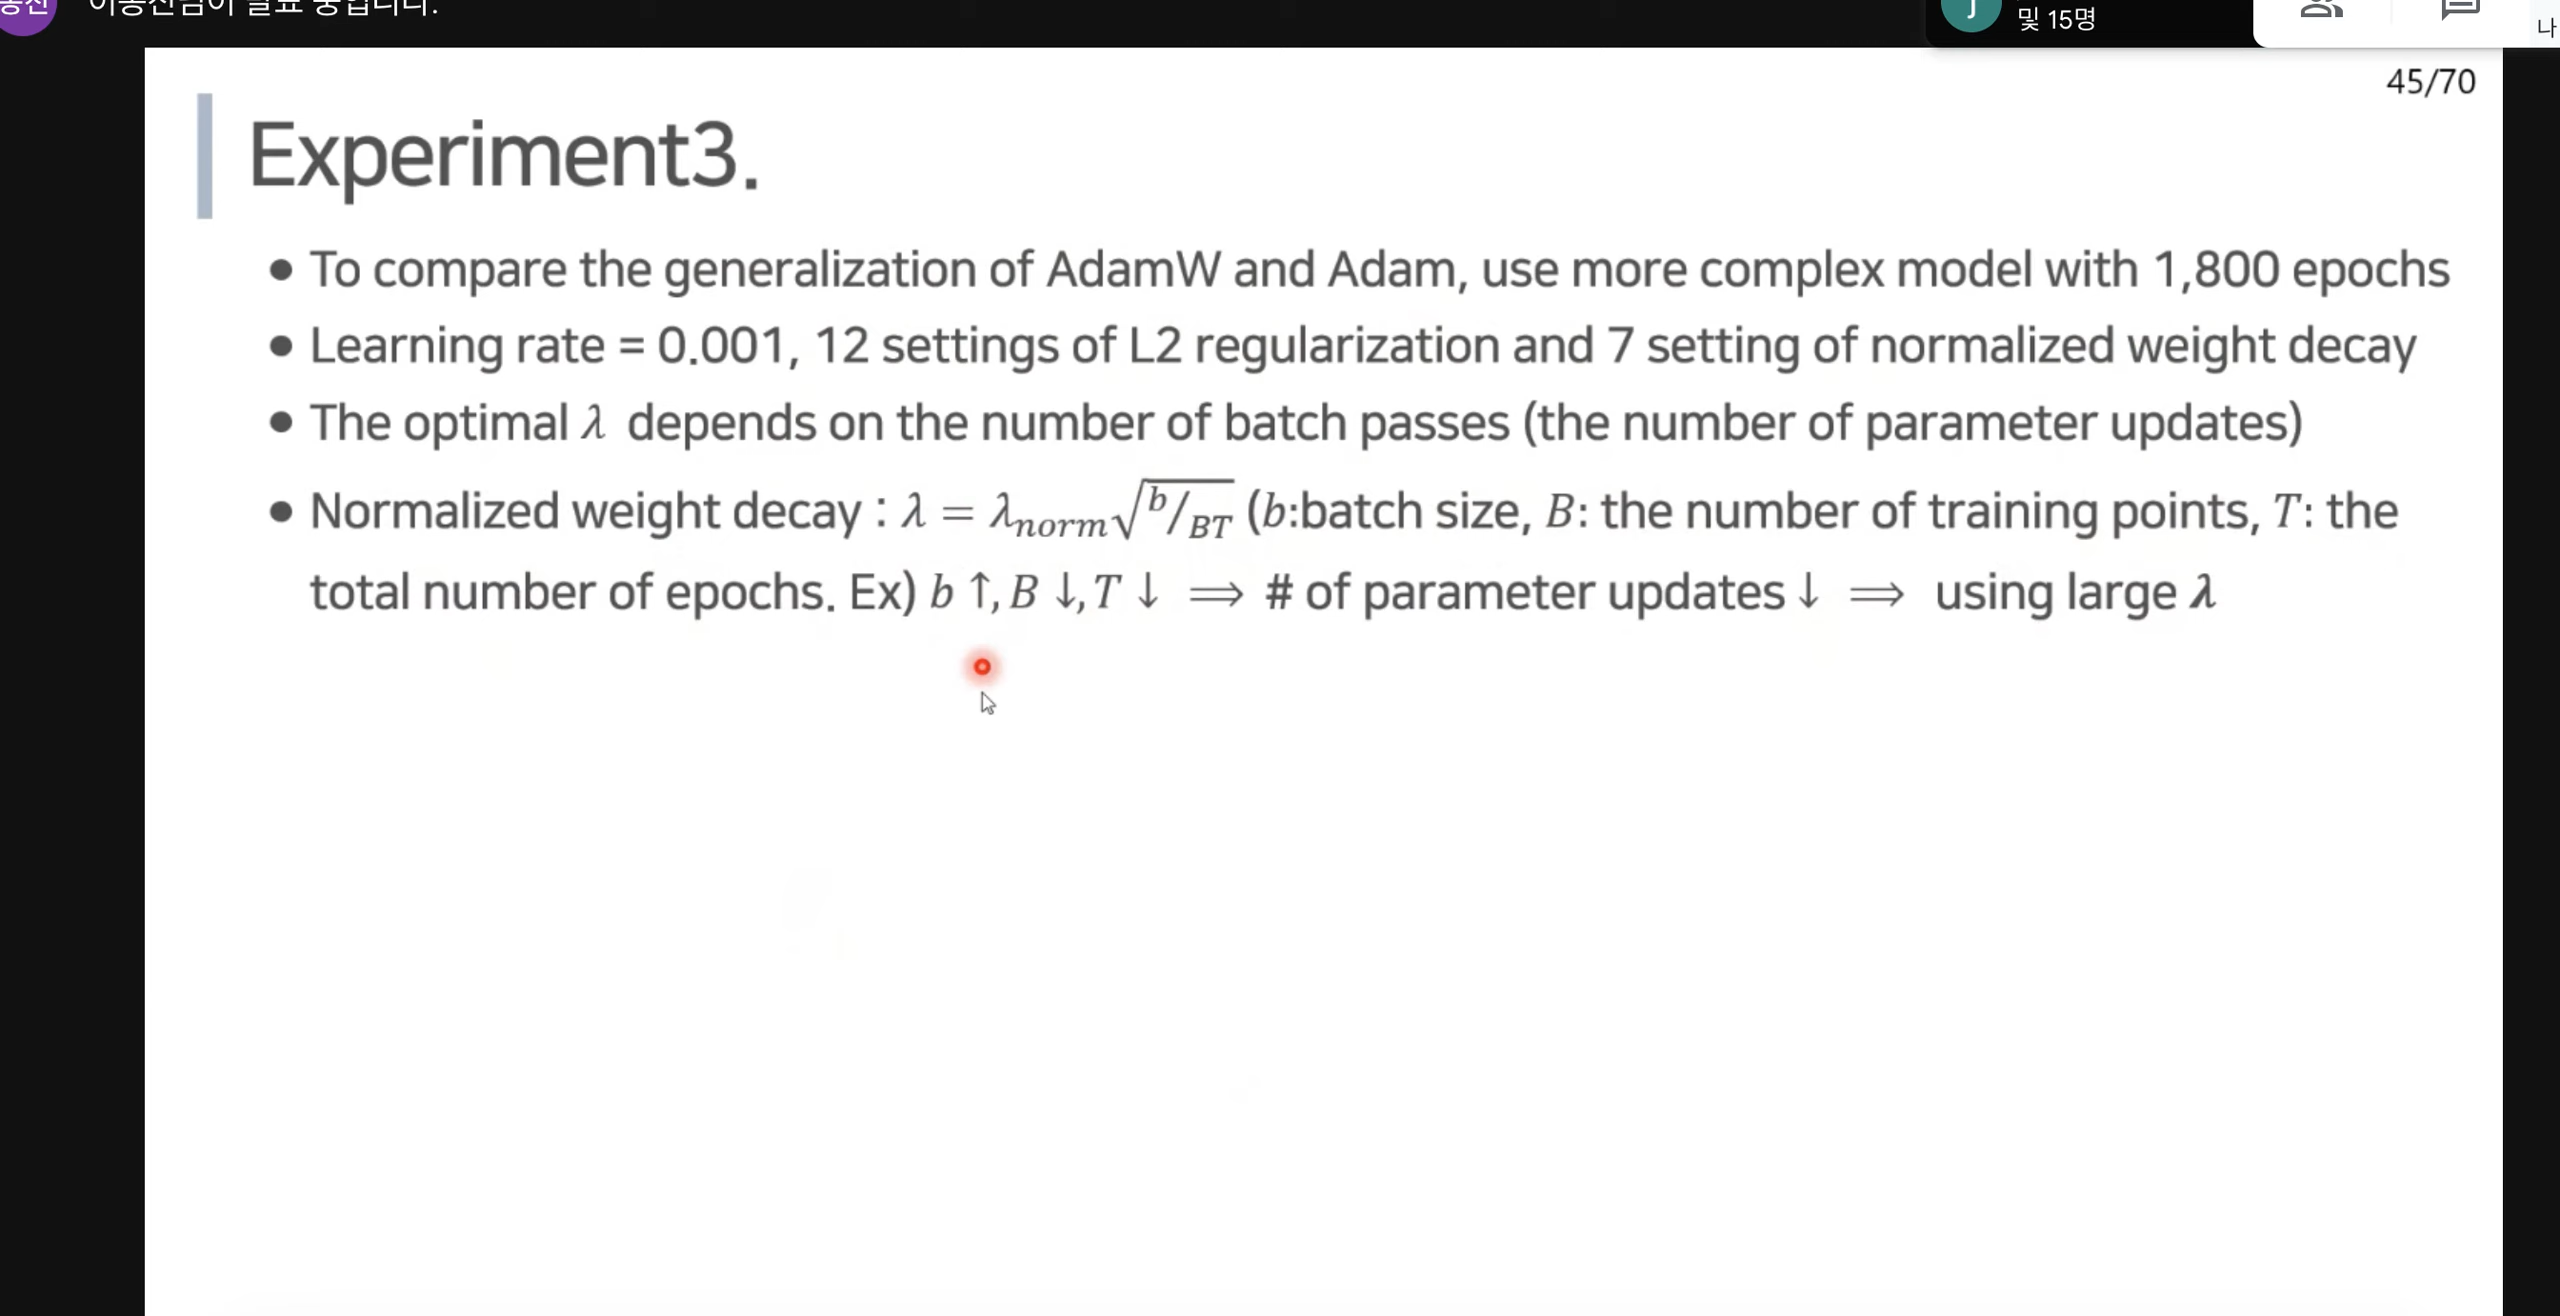 및 15명
나
45/70
Experiment3.
● To compare the generalization of AdamW and Adam, use more complex model with 1,800 epochs
● Learning rate = 0.001, 12 settings of L2 regularization and 7 setting of normalized weight decay
● The optimal λ depends on the number of batch passes (the number of parameter updates)
● Normalized weight decay : λ = λ_norm√(b/BT) (b:batch size, B: the number of training points, T: the
total number of epochs. Ex) b ↑, B ↓, T ↓ ⟹ # of parameter updates ↓ ⟹ using large λ